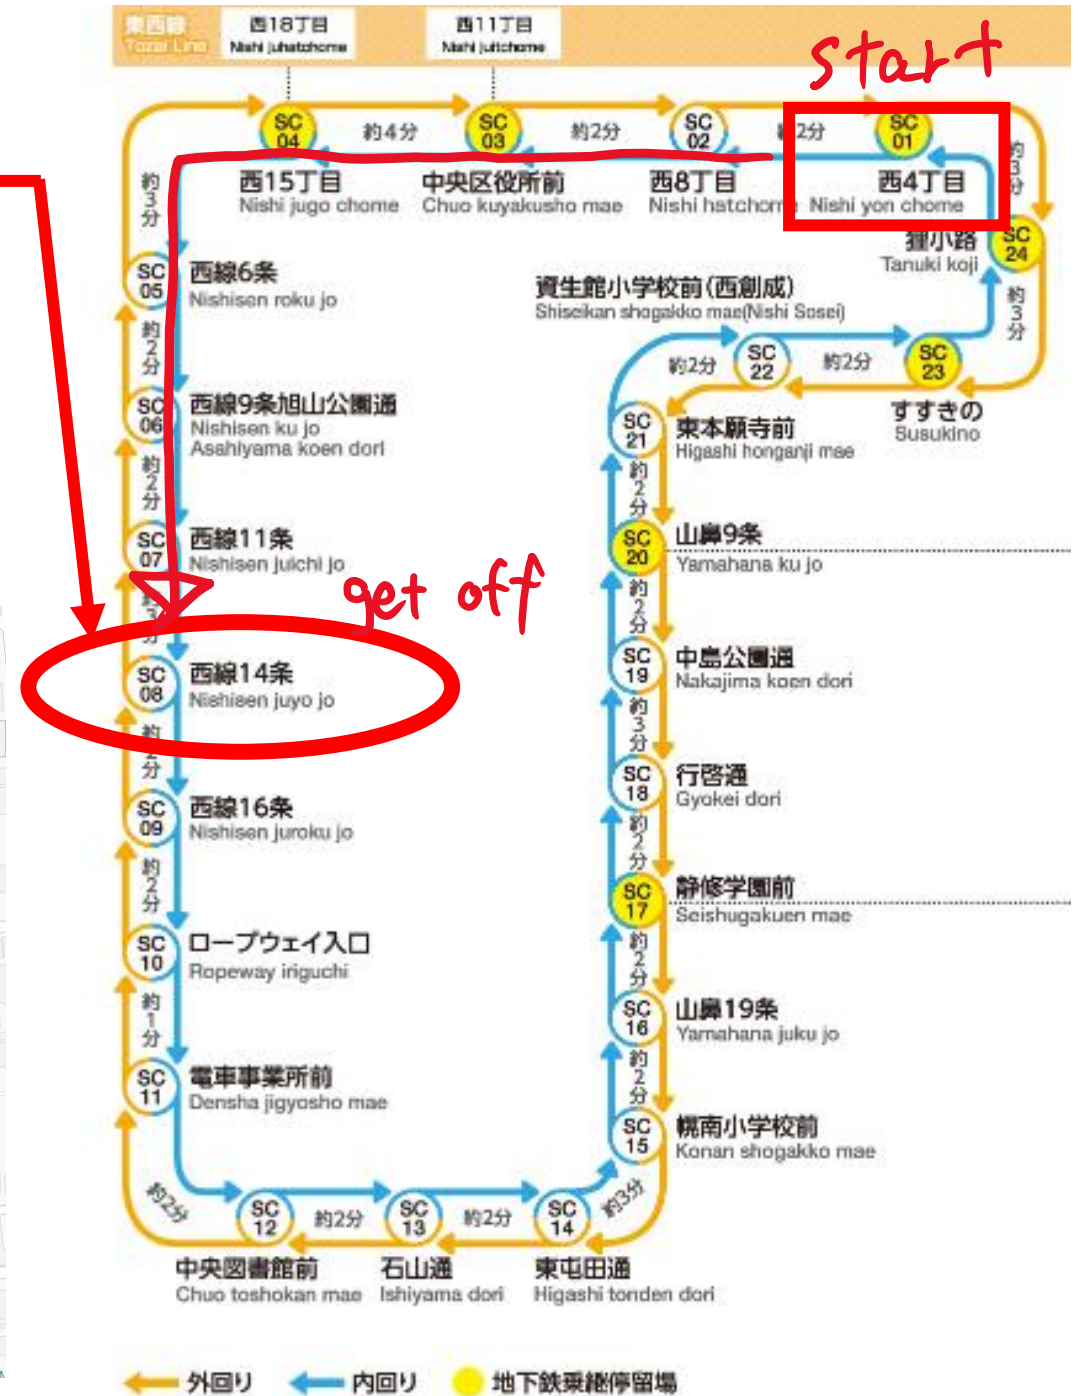 東西線
Tozai Line
西18丁目
Nishi juhatchome
西11丁目
Nishi juitchome
start
SC
04
約4分
SC
03
約2分
SC
02
2分
SC
01
約3分
西15丁目
Nishi jugo chome
中央区役所前
Chuo kuyakusho mae
西8丁目
Nishi hatchom
西4丁目
Nishi yon chome
約3分
狸小路
Tanuki koji
SC
24
SC
05
西線6条
Nishisen roku jo
資生館小学校前(西創成)
Shiseikan shogakko mae(Nishi Sosei)
約3分
約2分
約2分
SC
22
約2分
SC
23
すすきの
Susukino
SC
06
西線9条旭山公園通
Nishisen ku jo
Asahiyama koen dori
SC
21
東本願寺前
Higashi honganji mae
約2分
約2分
SC
07
西線11条
Nishisen juichi jo
SC
20
山鼻9条
Yamahana ku jo
get off
約2分
SC
08
西線14条
Nishisen juyo jo
SC
19
中島公園通
Nakajima koen dori
約3分
SC
09
西線16条
Nishisen juroku jo
SC
18
行啓通
Gyokei dori
約2分
約2分
SC
17
静修学園前
Seishugakuen mae
SC
10
ロープウェイ入口
Ropeway iriguchi
約2分
約1分
SC
16
山鼻19条
Yamahana juku jo
SC
11
電車事業所前
Densha jigyosho mae
約2分
SC
15
幌南小学校前
Konan shogakko mae
約2分
SC
12
約2分
SC
13
約2分
SC
14
約3分
中央図書館前
Chuo toshokan mae
石山通
Ishiyama dori
東屯田通
Higashi tonden dori
外回り
内回り
地下鉄乗継停留場